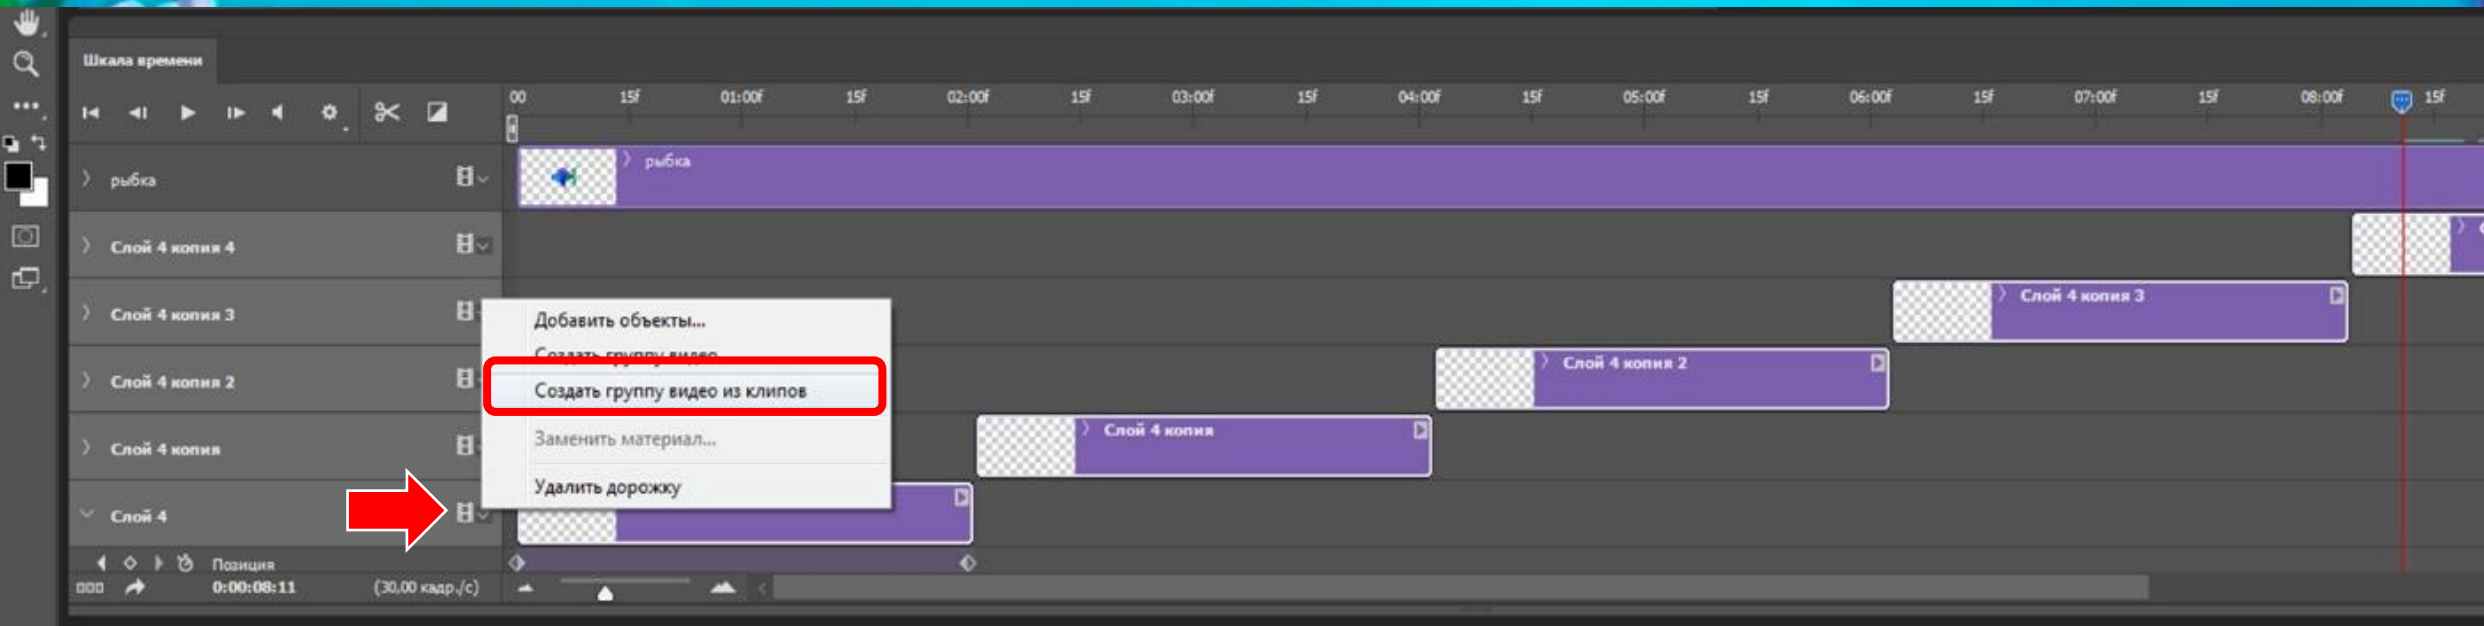 Шкала времени
00 15f 01:00f 15f 02:00f 15f 03:00f 15f 04:00f 15f 05:00f 15f 06:00f 15f 07:00f 15f 08:00f 15f
рыбка
рыбка
Слой 4 копия 4
Слой 4 копия 3
Слой 4 копия 3
Добавить объекты...
Создать группу видео
Слой 4 копия 2
Слой 4 копия 2
Создать группу видео из клипов
Заменить материал...
Слой 4 копия
Слой 4 копия
Удалить дорожку
Слой 4
Позиция
0:00:08:11 (30,00 кадр./с)